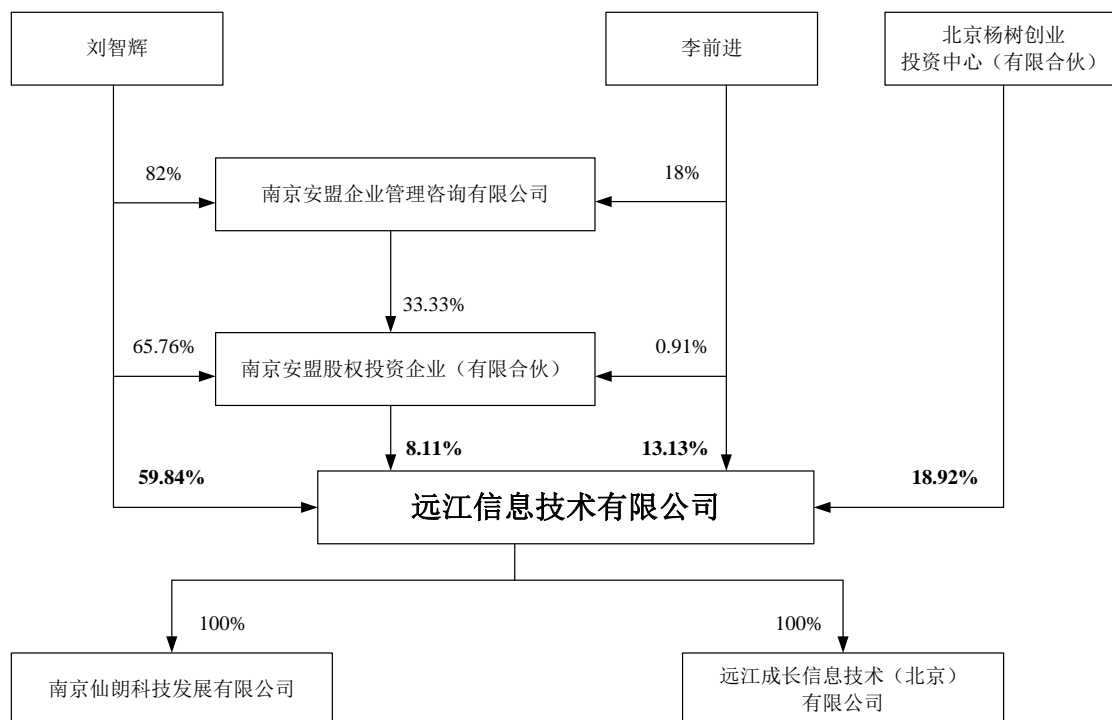 刘智辉
李前进
北京杨树创业
投资中心（有限合伙）
82%
南京安盟企业管理咨询有限公司
18%
33.33%
65.76%
南京安盟股权投资企业（有限合伙）
0.91%
8.11%
13.13%
59.84%
远江信息技术有限公司
18.92%
100%
100%
南京仙朗科技发展有限公司
远江成长信息技术（北京）
有限公司